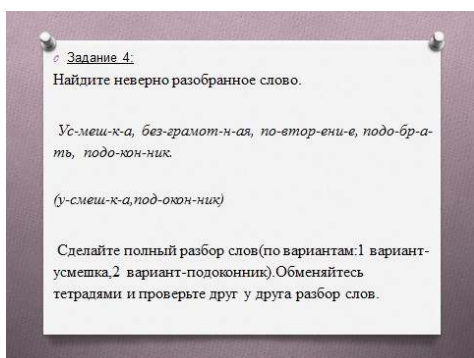 Задание 4:
Найдите неверно разобранное слово.
Ус-меш-к-а, без-грамот-н-ая, по-втор-ени-е, подо-бр-а-
ть, подо-кон-ник.
(у-смеш-к-а,под-окон-ник)
Сделайте полный разбор слов(по вариантам:1 вариант-
усмешка,2 вариант-подоконник).Обменяйтесь
тетрадями и проверьте друг у друга разбор слов.